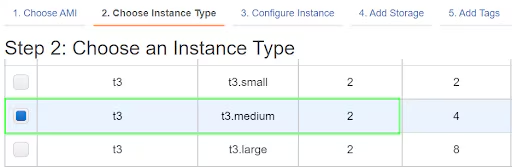 1. Choose AMI 2. Choose Instance Type 3. Configure Instance 4. Add Storage 5. Add Tags
Step 2: Choose an Instance Type
t3 t3.small 2 2
t3 t3.medium 2 4
t3 t3.large 2 8